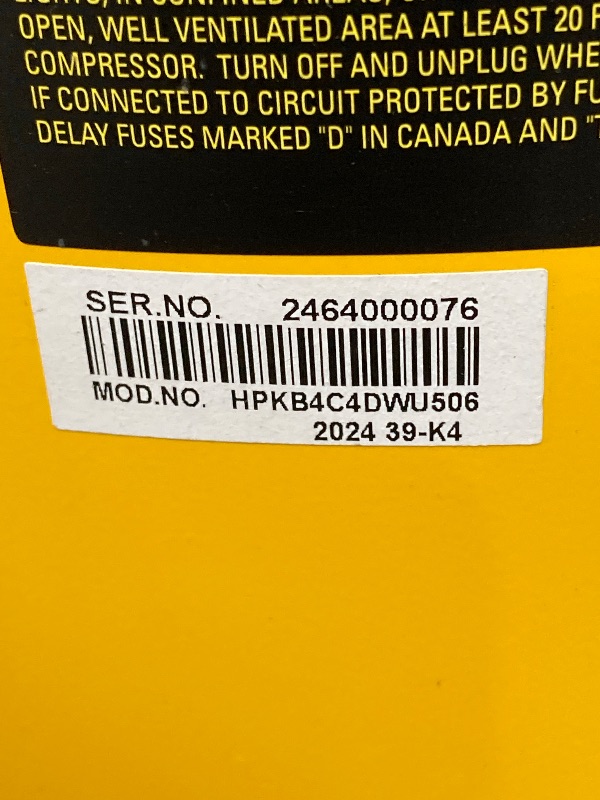 OPEN, WELL VENTILATED AREA AT LEAST 20
COMPRESSOR. TURN OFF AND UNPLUG
IF CONNECTED TO CIRCUIT PROTECTED BY
DELAY FUSES MARKED "D" IN CANADA AND
SER.NO. 2464000076
MOD.NO. HPKB4C4DWU506
2024 39-K4